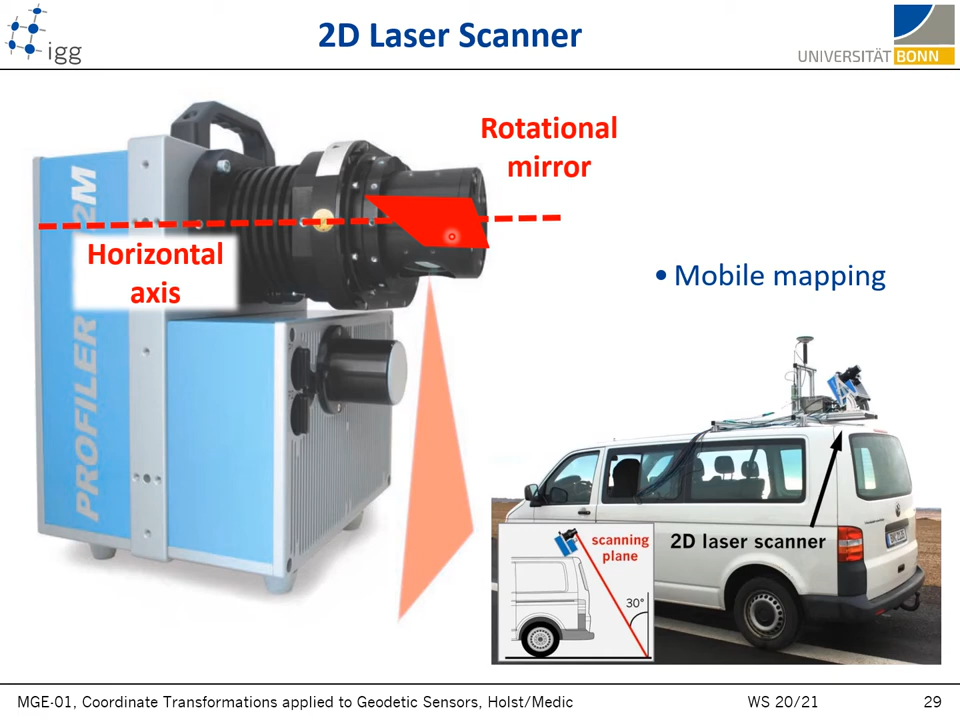 igg
2D Laser Scanner
UNIVERSITÄT BONN
Rotational
mirror
Horizontal
axis
PROFILER
2M
• Mobile mapping
2D laser scanner
scanning
plane
30°
MGE-01, Coordinate Transformations applied to Geodetic Sensors, Holst/Medic
WS 20/21
29